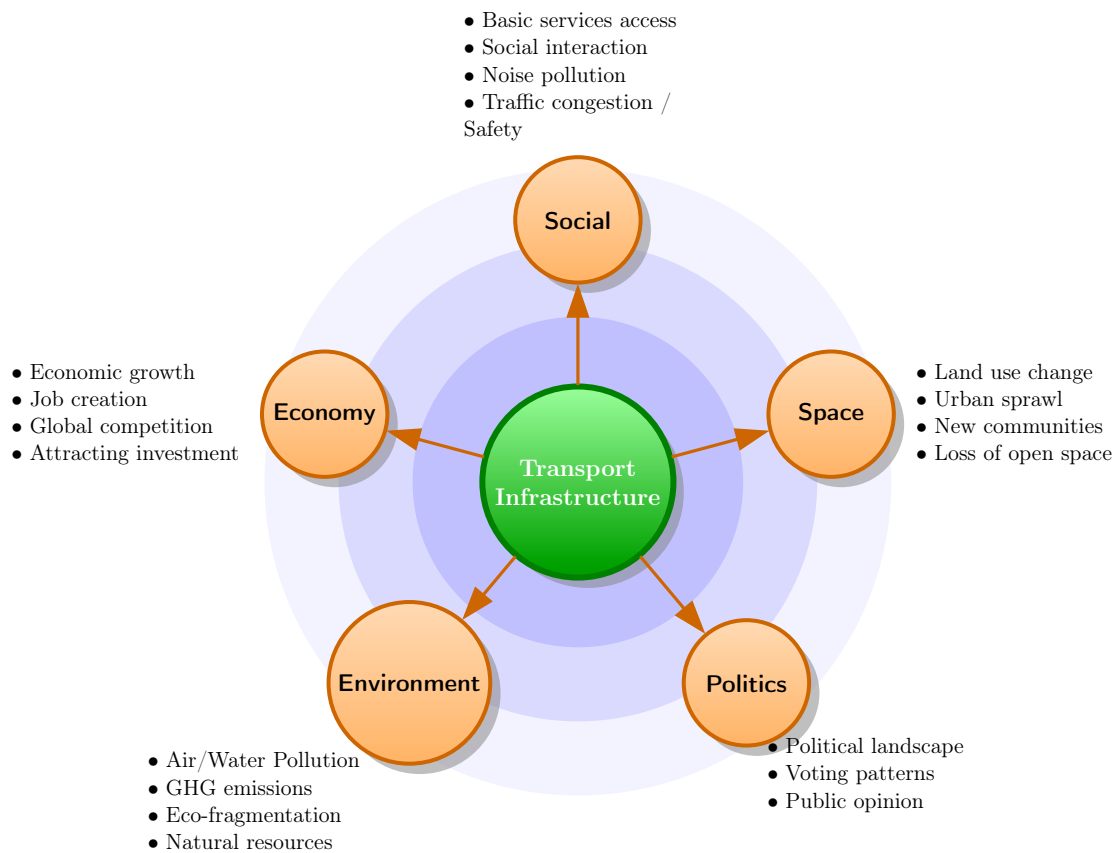 • Basic services access
• Social interaction
• Noise pollution
• Traffic congestion /
Safety
Social
• Economic growth
• Job creation
• Global competition
• Attracting investment
Economy
Space
• Land use change
• Urban sprawl
• New communities
• Loss of open space
Transport
Infrastructure
Environment
• Air/Water Pollution
• GHG emissions
• Eco-fragmentation
• Natural resources
Politics
• Political landscape
• Voting patterns
• Public opinion